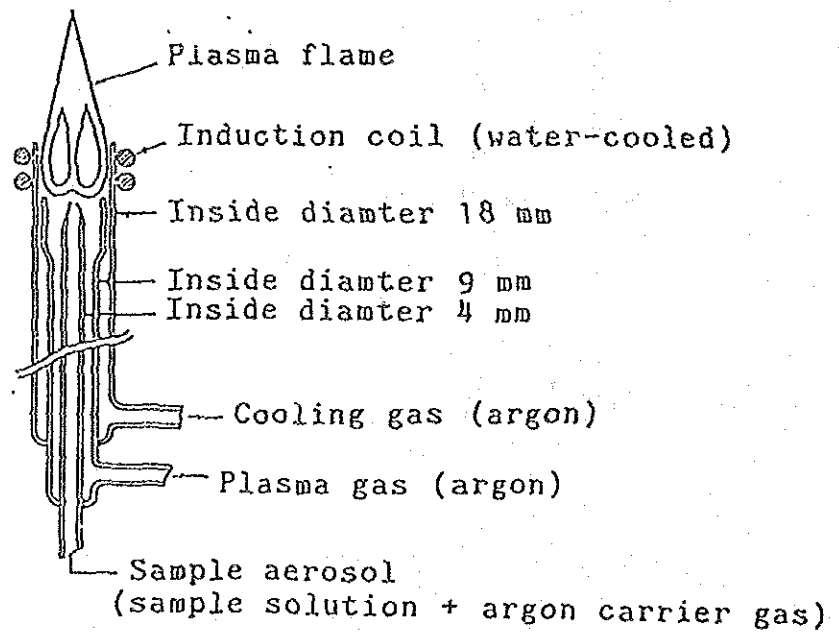 Plasma flame
Induction coil (water-cooled)
Inside diamter 18 mm
Inside diamter 9 mm
Inside diamter 4 mm
Cooling gas (argon)
Plasma gas (argon)
Sample aerosol
(sample solution + argon carrier gas)